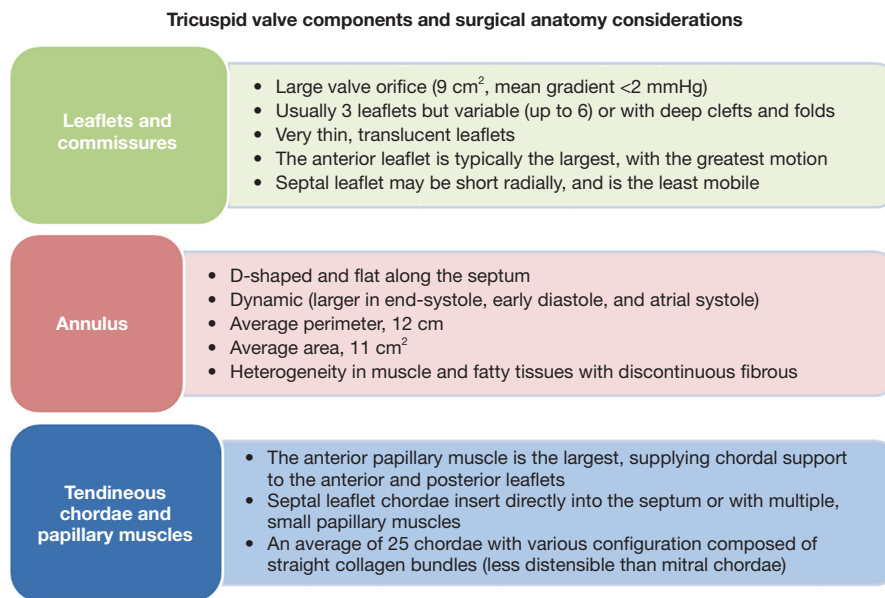 Tricuspid valve components and surgical anatomy considerations
Leaflets and
commissures
• Large valve orifice (9 cm², mean gradient <2 mmHg)
• Usually 3 leaflets but variable (up to 6) or with deep clefts and folds
• Very thin, translucent leaflets
• The anterior leaflet is typically the largest, with the greatest motion
• Septal leaflet may be short radially, and is the least mobile
Annulus
• D-shaped and flat along the septum
• Dynamic (larger in end-systole, early diastole, and atrial systole)
• Average perimeter, 12 cm
• Average area, 11 cm²
• Heterogeneity in muscle and fatty tissues with discontinuous fibrous
Tendineous
chordae and
papillary muscles
• The anterior papillary muscle is the largest, supplying chordal support
to the anterior and posterior leaflets
• Septal leaflet chordae insert directly into the septum or with multiple,
small papillary muscles
• An average of 25 chordae with various configuration composed of
straight collagen bundles (less distensible than mitral chordae)